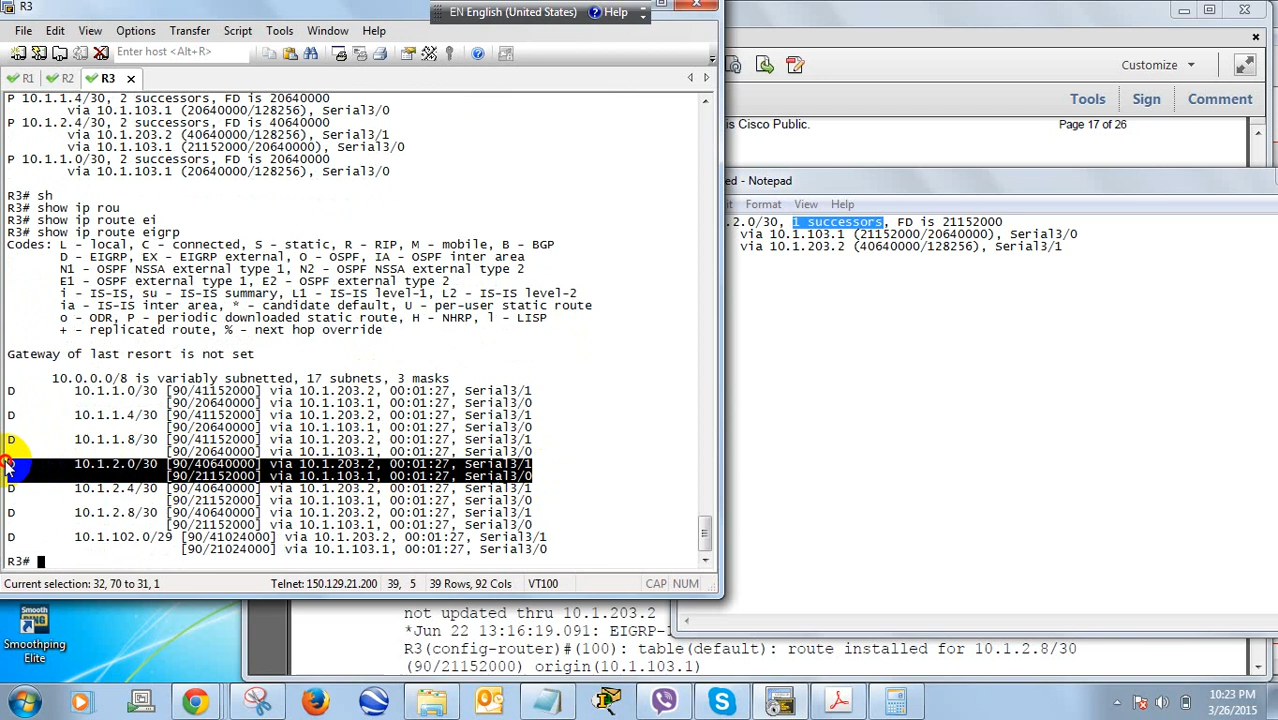 R3
EN English (United States) Help
File Edit View Options Transfer Script Tools Window Help
Enter host <Alt+R>
R1 R2 R3
P 10.1.1.4/30, 2 successors, FD is 20640000
via 10.1.103.1 (20640000/128256), Serial3/0
P 10.1.2.4/30, 2 successors, FD is 40640000
via 10.1.203.2 (40640000/128256), Serial3/1
via 10.1.103.1 (21152000/20640000), Serial3/0
P 10.1.1.0/30, 2 successors, FD is 20640000
via 10.1.103.1 (20640000/128256), Serial3/0
R3# sh
R3# show ip rou
R3# show ip route ei
R3# show ip route eigrp
Codes: L - local, C - connected, S - static, R - RIP, M - mobile, B - BGP
D - EIGRP, EX - EIGRP external, O - OSPF, IA - OSPF inter area
N1 - OSPF NSSA external type 1, N2 - OSPF NSSA external type 2
E1 - OSPF external type 1, E2 - OSPF external type 2
i - IS-IS, su - IS-IS summary, L1 - IS-IS level-1, L2 - IS-IS level-2
ia - IS-IS inter area, * - candidate default, U - per-user static route
o - ODR, P - periodic downloaded static route, H - NHRP, l - LISP
+ - replicated route, % - next hop override
Gateway of last resort is not set
10.0.0.0/8 is variably subnetted, 17 subnets, 3 masks
D 10.1.1.0/30 [90/41152000] via 10.1.203.2, 00:01:27, Serial3/1
[90/20640000] via 10.1.103.1, 00:01:27, Serial3/0
D 10.1.1.4/30 [90/41152000] via 10.1.203.2, 00:01:27, Serial3/1
[90/20640000] via 10.1.103.1, 00:01:27, Serial3/0
D 10.1.1.8/30 [90/41152000] via 10.1.203.2, 00:01:27, Serial3/1
[90/20640000] via 10.1.103.1, 00:01:27, Serial3/0
10.1.2.0/30 [90/40640000] via 10.1.203.2, 00:01:27, Serial3/1
[90/21152000] via 10.1.103.1, 00:01:27, Serial3/0
D 10.1.2.4/30 [90/40640000] via 10.1.203.2, 00:01:27, Serial3/1
[90/21152000] via 10.1.103.1, 00:01:27, Serial3/0
D 10.1.2.8/30 [90/40640000] via 10.1.203.2, 00:01:27, Serial3/1
[90/21152000] via 10.1.103.1, 00:01:27, Serial3/0
D 10.1.102.0/29 [90/41024000] via 10.1.203.2, 00:01:27, Serial3/1
[90/21024000] via 10.1.103.1, 00:01:27, Serial3/0
R3#
Current selection: 32, 70 to 31, 1 Telnet: 150.129.21.200 39, 5 39 Rows, 92 Cols VT100 CAP NUM
Customize
Tools Sign Comment
is Cisco Public. Page 17 of 26
ed - Notepad
it Format View Help
.2.0/30, 1 successors, FD is 21152000
via 10.1.103.1 (21152000/20640000), Serial3/0
via 10.1.203.2 (40640000/128256), Serial3/1
not updated thru 10.1.203.2
*Jun 22 13:16:19.091: EIGRP-
R3(config-router)#(100): table(default): route installed for 10.1.2.8/30
(90/21152000) origin(10.1.103.1)
Smooth
PING
Smoothping
Elite
10:23 PM
3/26/2015